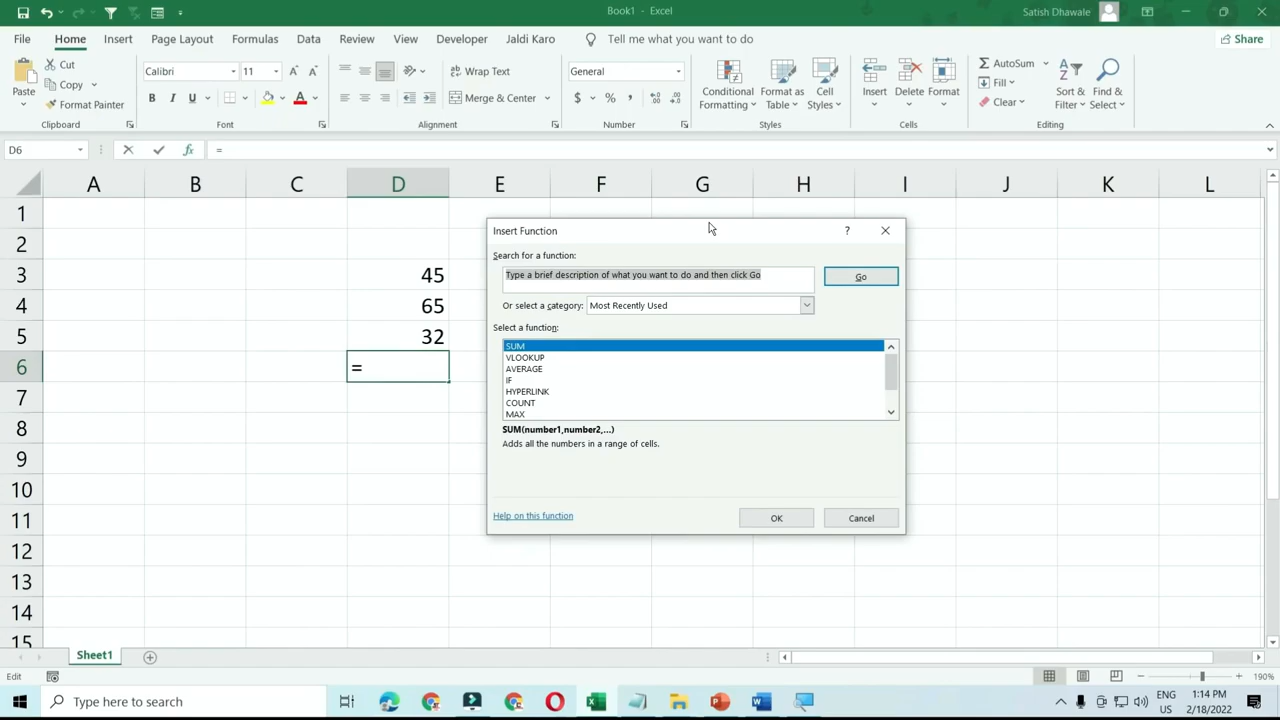 Book1 - Excel
Satish Dhawale
File Home Insert Page Layout Formulas Data Review View Developer Jaldi Karo Tell me what you want to do Share
Paste
Cut
Copy
Format Painter
Clipboard
Calibri 11
B I U
Font
Wrap Text
Merge & Center
Alignment
General
$ %
Number
Conditional Formatting
Format as Table
Cell Styles
Styles
Insert
Delete
Format
Cells
AutoSum
Fill
Clear
Sort & Filter
Find & Select
Editing
D6 fx =
A B C D E F G H I J K L
1
2
3 45
4 65
5 32
6 =
7
8
9
10
11
12
13
14
15
Insert Function ?
Search for a function:
Type a brief description of what you want to do and then click Go
Go
Or select a category: Most Recently Used
Select a function:
SUM
VLOOKUP
AVERAGE
IF
HYPERLINK
COUNT
MAX
SUM(number1,number2,...)
Adds all the numbers in a range of cells.
Help on this function
OK
Cancel
Sheet1
Edit
190%
Type here to search
ENG
US
1:14 PM
2/18/2022